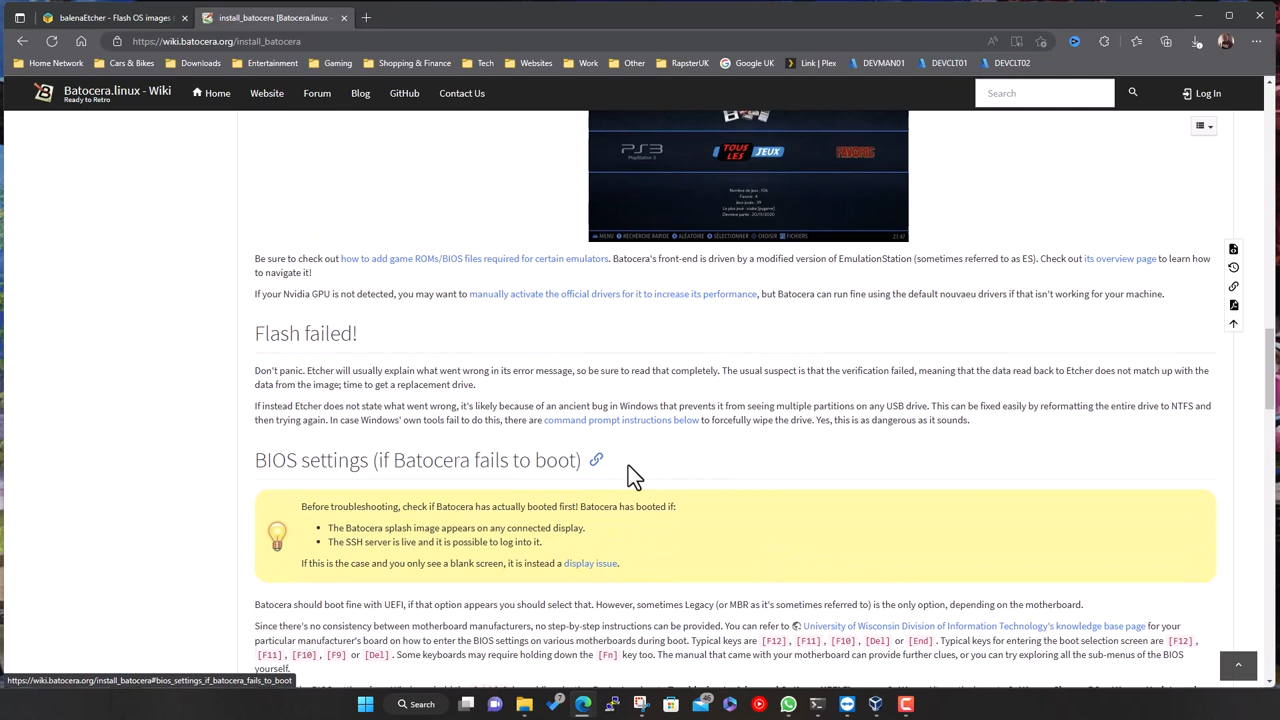 balenaEtcher - Flash OS images
install_batocera [Batocera.linux -
https://wiki.batocera.org/install_batocera
Home Network Cars & Bikes Downloads Entertainment Gaming Shopping & Finance Tech Websites Work Other RapsterUK Google UK Link | Plex DEVMAN01 DEVCLT01 DEVCLT02
Batocera.linux - Wiki
Ready to Retro
Home Website Forum Blog GitHub Contact Us Search Log In
PS3 TOUS LES JEUX FAVORIS
PlayStation 3
MENU RECHERCHE RAPIDE ALÉATOIRE SÉLECTIONNER CHOISIR FICHIERS 21:47
Be sure to check out how to add game ROMs/BIOS files required for certain emulators. Batocera's front-end is driven by a modified version of EmulationStation (sometimes referred to as ES). Check out its overview page to learn how
to navigate it!
If your Nvidia GPU is not detected, you may want to manually activate the official drivers for it to increase its performance, but Batocera can run fine using the default nouvaeu drivers if that isn't working for your machine.
Flash failed!
Don't panic. Etcher will usually explain what went wrong in its error message, so be sure to read that completely. The usual suspect is that the verification failed, meaning that the data read back to Etcher does not match up with the
data from the image; time to get a replacement drive.
If instead Etcher does not state what went wrong, it's likely because of an ancient bug in Windows that prevents it from seeing multiple partitions on any USB drive. This can be fixed easily by reformatting the entire drive to NTFS and
then trying again. In case Windows' own tools fail to do this, there are command prompt instructions below to forcefully wipe the drive. Yes, this is as dangerous as it sounds.
BIOS settings (if Batocera fails to boot)
Before troubleshooting, check if Batocera has actually booted first! Batocera has booted if:
• The Batocera splash image appears on any connected display.
• The SSH server is live and it is possible to log into it.
If this is the case and you only see a blank screen, it is instead a display issue.
Batocera should boot fine with UEFI, if that option appears you should select that. However, sometimes Legacy (or MBR as it's sometimes referred to) is the only option, depending on the motherboard.
Since there's no consistency between motherboard manufacturers, no step-by-step instructions can be provided. You can refer to University of Wisconsin Division of Information Technology's knowledge base page for your
particular manufacturer's board on how to enter the BIOS settings on various motherboards during boot. Typical keys are [F12], [F11], [F10], [Del] or [End]. Typical keys for entering the boot selection screen are [F12],
[F11], [F10], [F9] or [Del]. Some keyboards may require holding down the [Fn] key too. The manual that came with your motherboard can provide further clues, or you can try exploring all the sub-menus of the BIOS
yourself.
https://wiki.batocera.org/install_batocera#bios_settings_if_batocera_fails_to_boot
Search 7 46